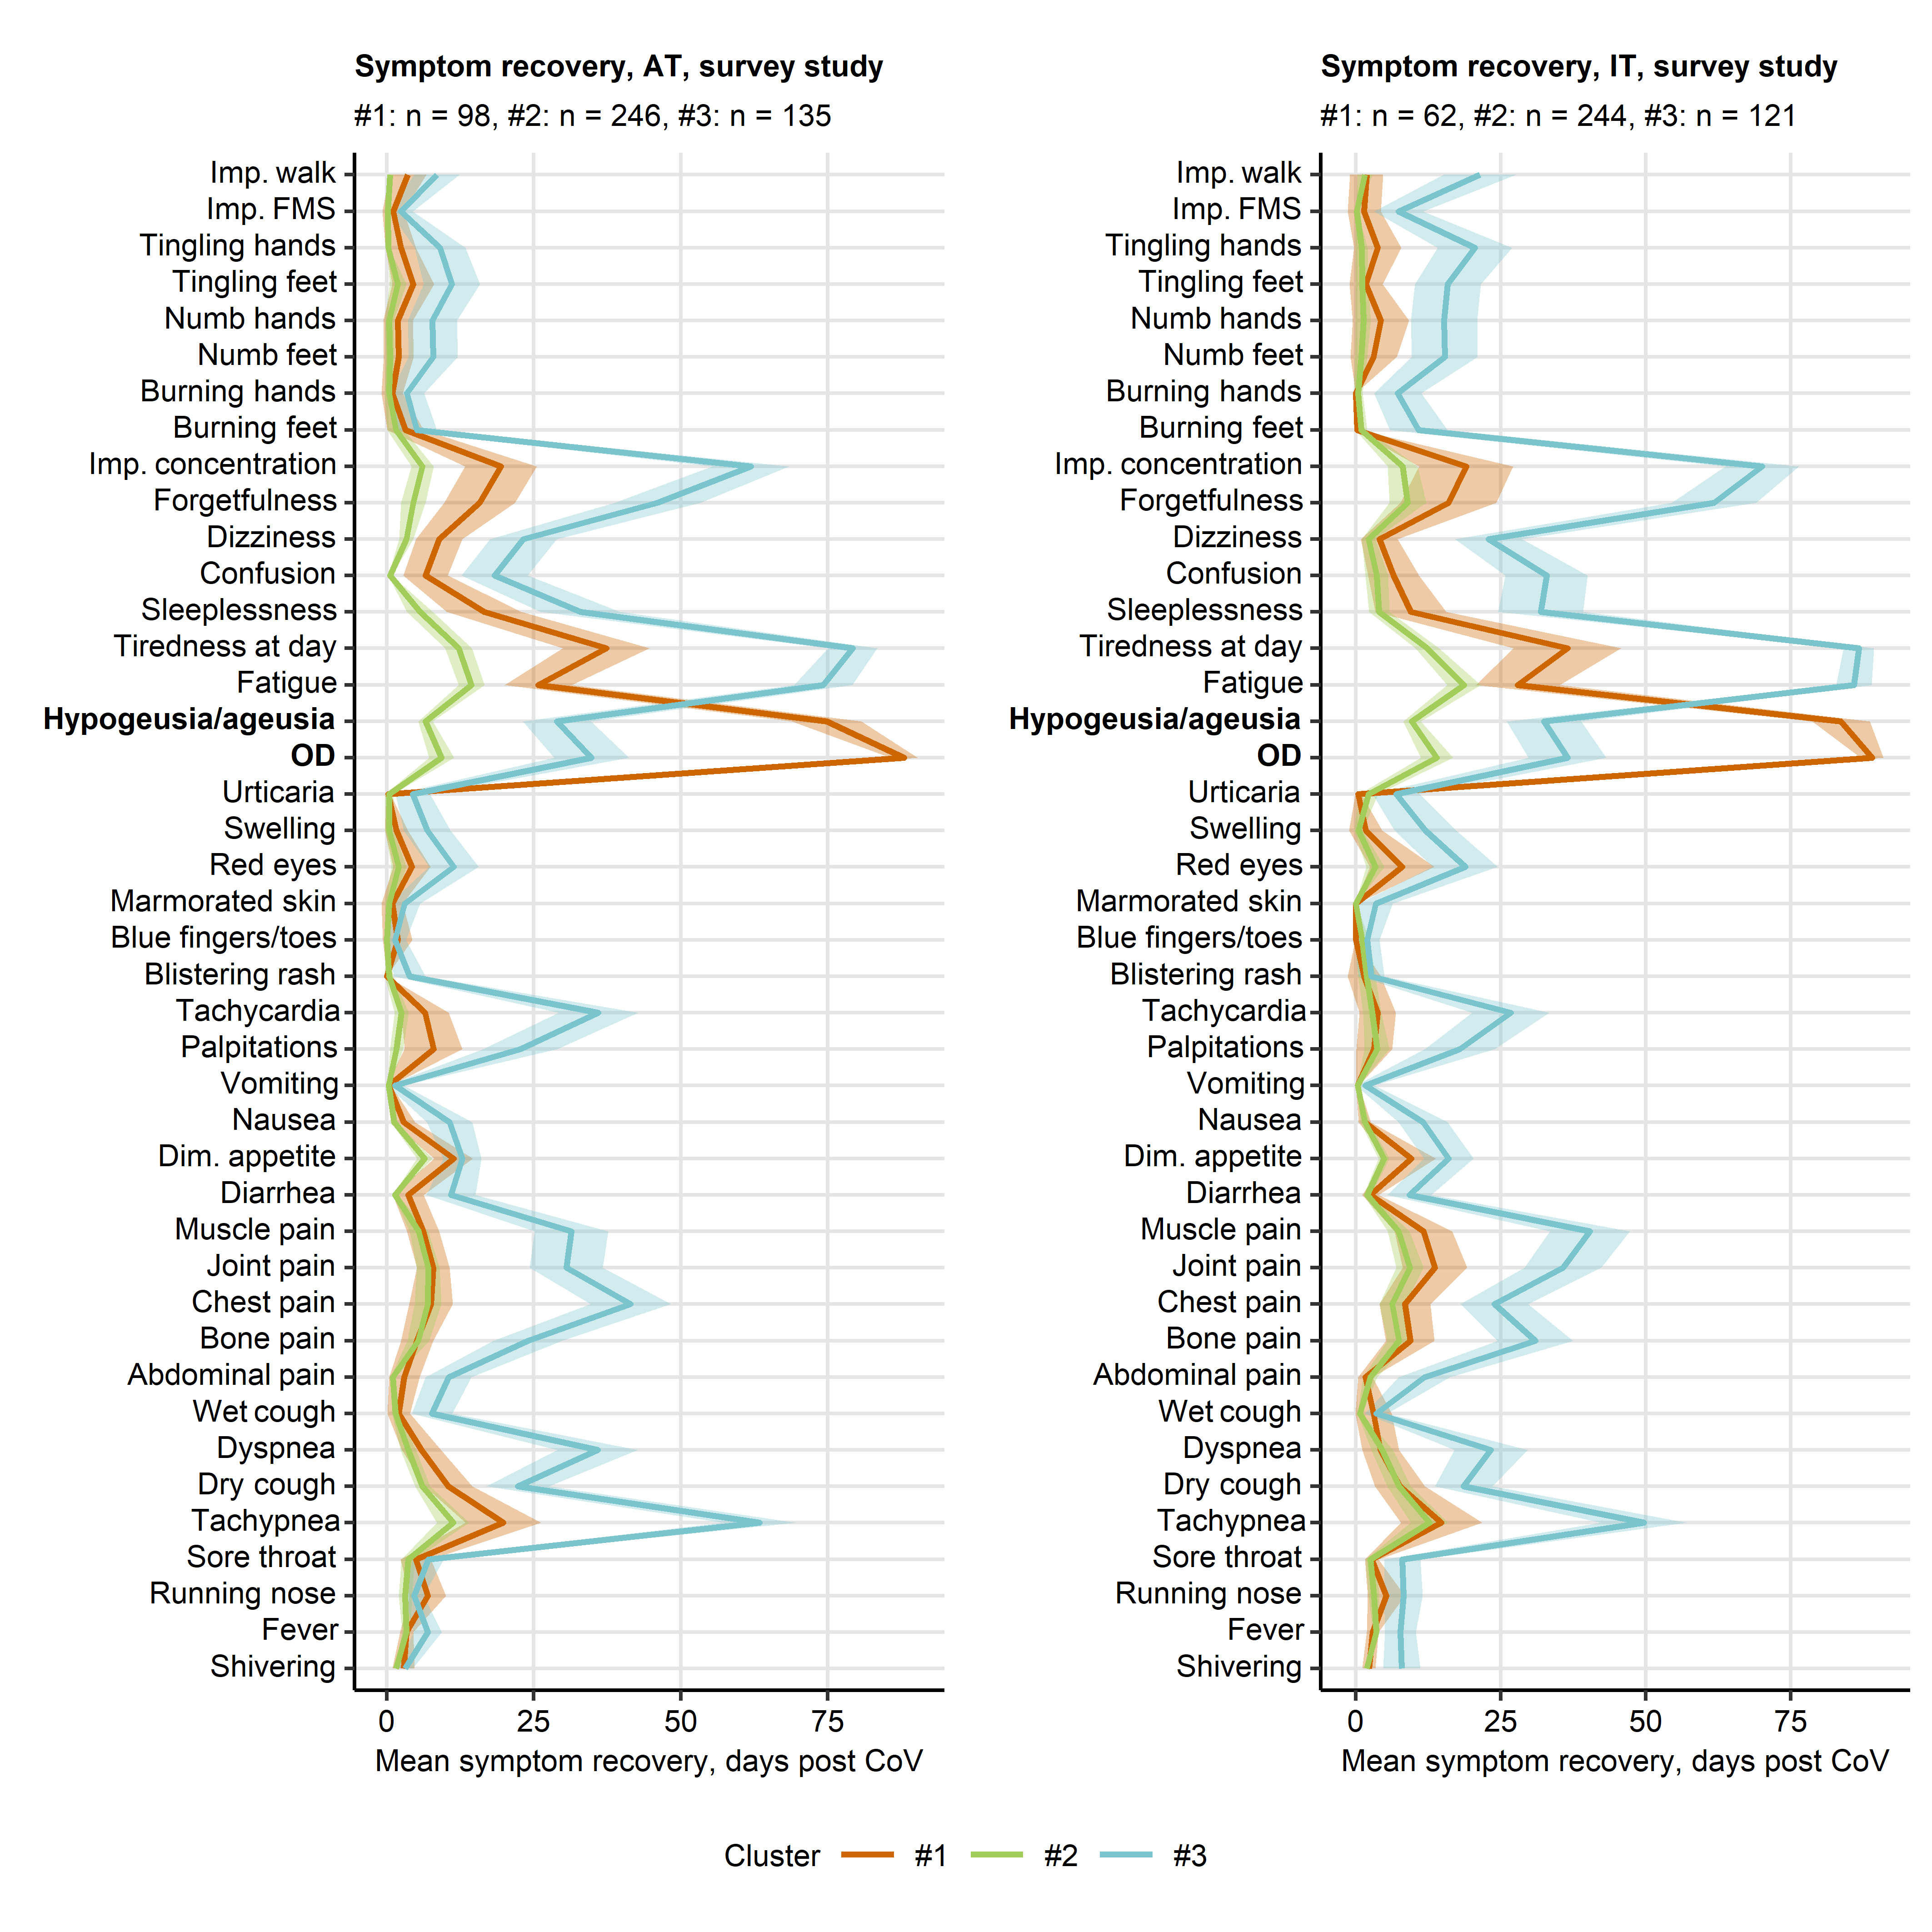 Symptom recovery, AT, survey study
#1: n = 98, #2: n = 246, #3: n = 135
Imp. walk
Imp. FMS
Tingling hands
Tingling feet
Numb hands
Numb feet
Burning hands
Burning feet
Imp. concentration
Forgetfulness
Dizziness
Confusion
Sleeplessness
Tiredness at day
Fatigue
Hypogeusia/ageusia
OD
Urticaria
Swelling
Red eyes
Marmorated skin
Blue fingers/toes
Blistering rash
Tachycardia
Palpitations
Vomiting
Nausea
Dim. appetite
Diarrhea
Muscle pain
Joint pain
Chest pain
Bone pain
Abdominal pain
Wet cough
Dyspnea
Dry cough
Tachypnea
Sore throat
Running nose
Fever
Shivering
0 25 50 75
Mean symptom recovery, days post CoV
Symptom recovery, IT, survey study
#1: n = 62, #2: n = 244, #3: n = 121
Imp. walk
Imp. FMS
Tingling hands
Tingling feet
Numb hands
Numb feet
Burning hands
Burning feet
Imp. concentration
Forgetfulness
Dizziness
Confusion
Sleeplessness
Tiredness at day
Fatigue
Hypogeusia/ageusia
OD
Urticaria
Swelling
Red eyes
Marmorated skin
Blue fingers/toes
Blistering rash
Tachycardia
Palpitations
Vomiting
Nausea
Dim. appetite
Diarrhea
Muscle pain
Joint pain
Chest pain
Bone pain
Abdominal pain
Wet cough
Dyspnea
Dry cough
Tachypnea
Sore throat
Running nose
Fever
Shivering
0 25 50 75
Mean symptom recovery, days post CoV
Cluster #1 #2 #3